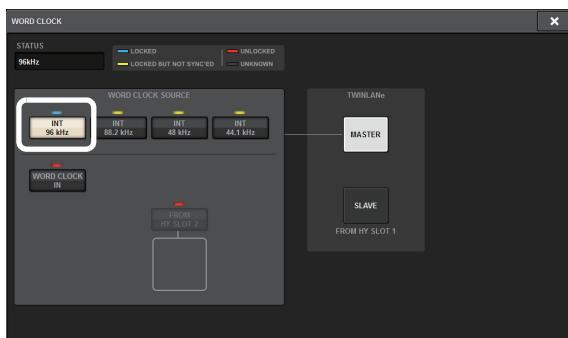 WORD CLOCK
STATUS
96kHz
LOCKED
UNLOCKED
LOCKED BUT NOT SYNC'ED
UNKNOWN
WORD CLOCK SOURCE
INT
96 kHz
INT
88.2 kHz
INT
48 kHz
INT
44.1 kHz
WORD CLOCK
IN
FROM
HY SLOT 2
TWINLANe
MASTER
SLAVE
FROM HY SLOT 1